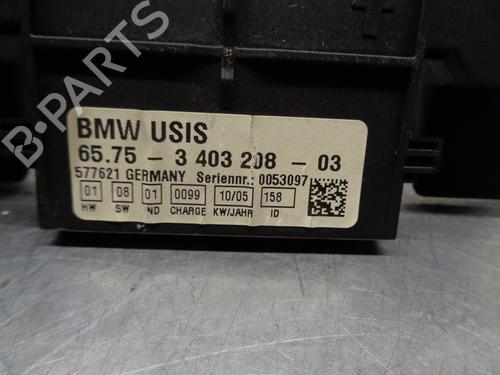 B-PARTS
BMW USIS
65.75 - 3 403 208 - 03
577621 GERMANY Seriennr.: 0053097
01 08 01 0099 10/05 158
HW SW ND CHARGE KW/JAHR ID